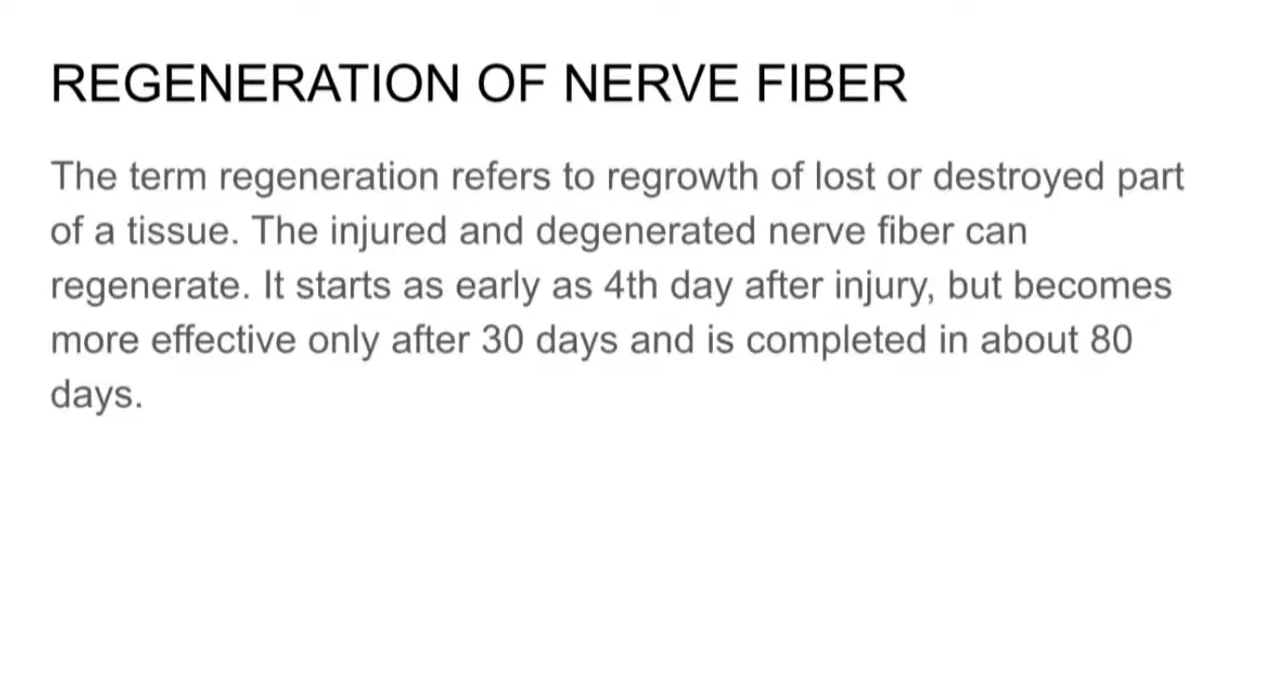 REGENERATION OF NERVE FIBER
The term regeneration refers to regrowth of lost or destroyed part
of a tissue. The injured and degenerated nerve fiber can
regenerate. It starts as early as 4th day after injury, but becomes
more effective only after 30 days and is completed in about 80
days.